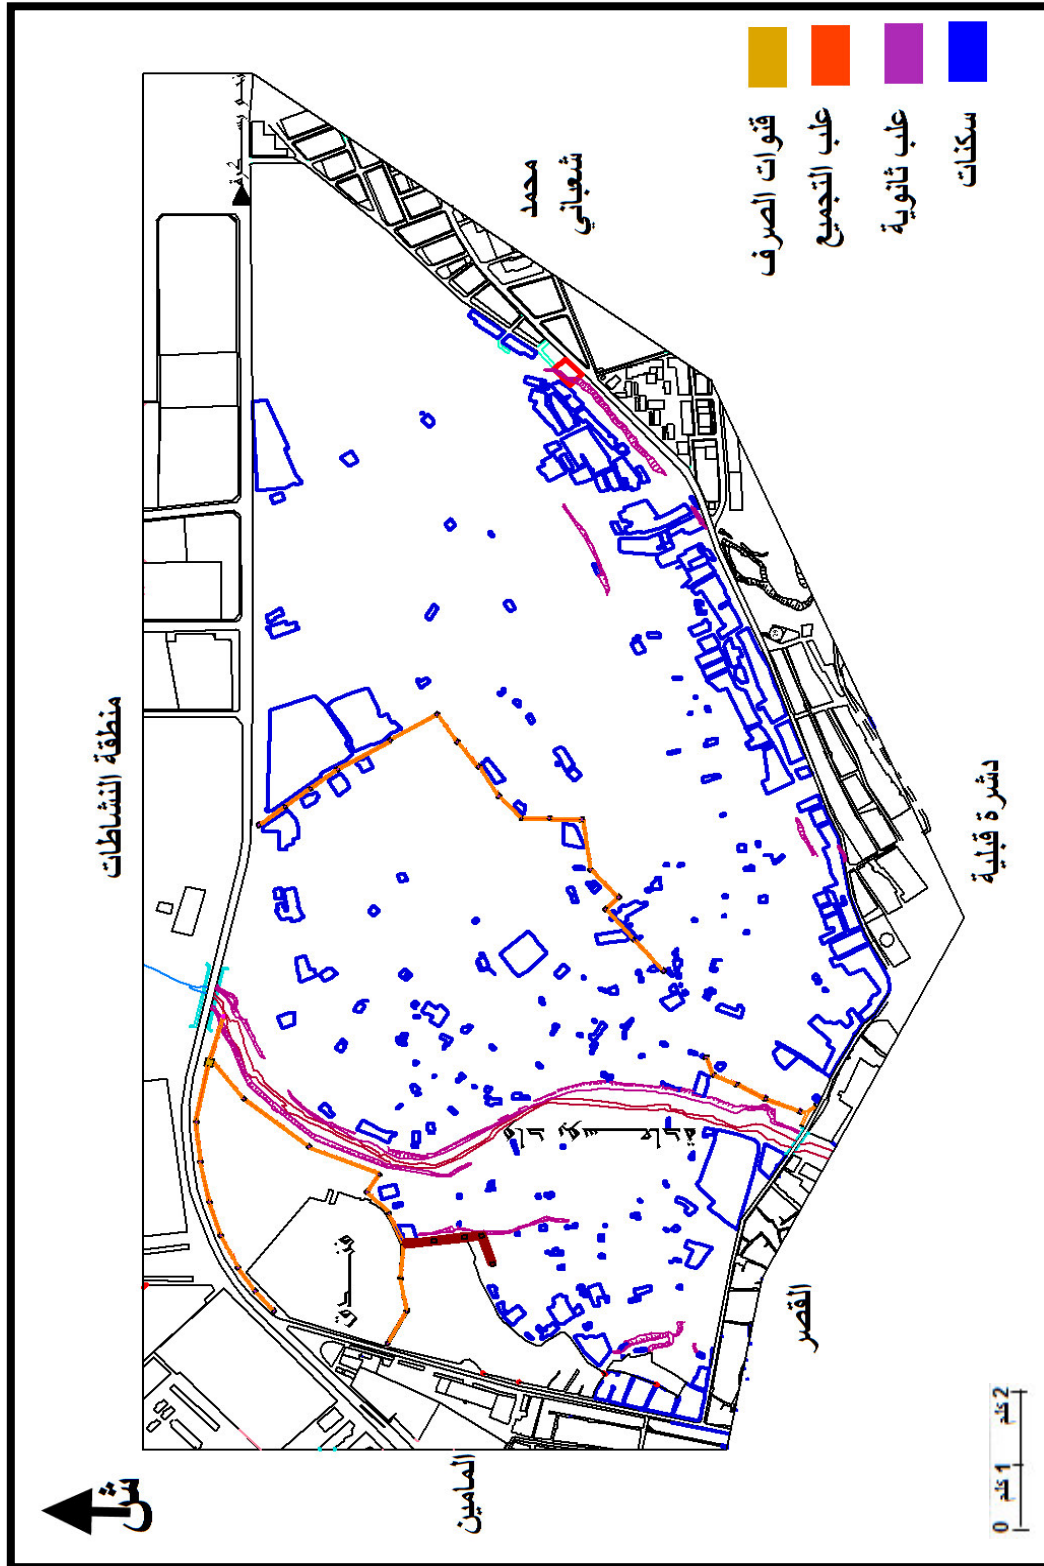 قنوات الصرف
علب التجميع
علب ثانوية
سكنات
محمد
شعباني
منطقة النشاطات
دشرة قبلية
القصر
المامين
ش
0 1 كلم 2 كلم